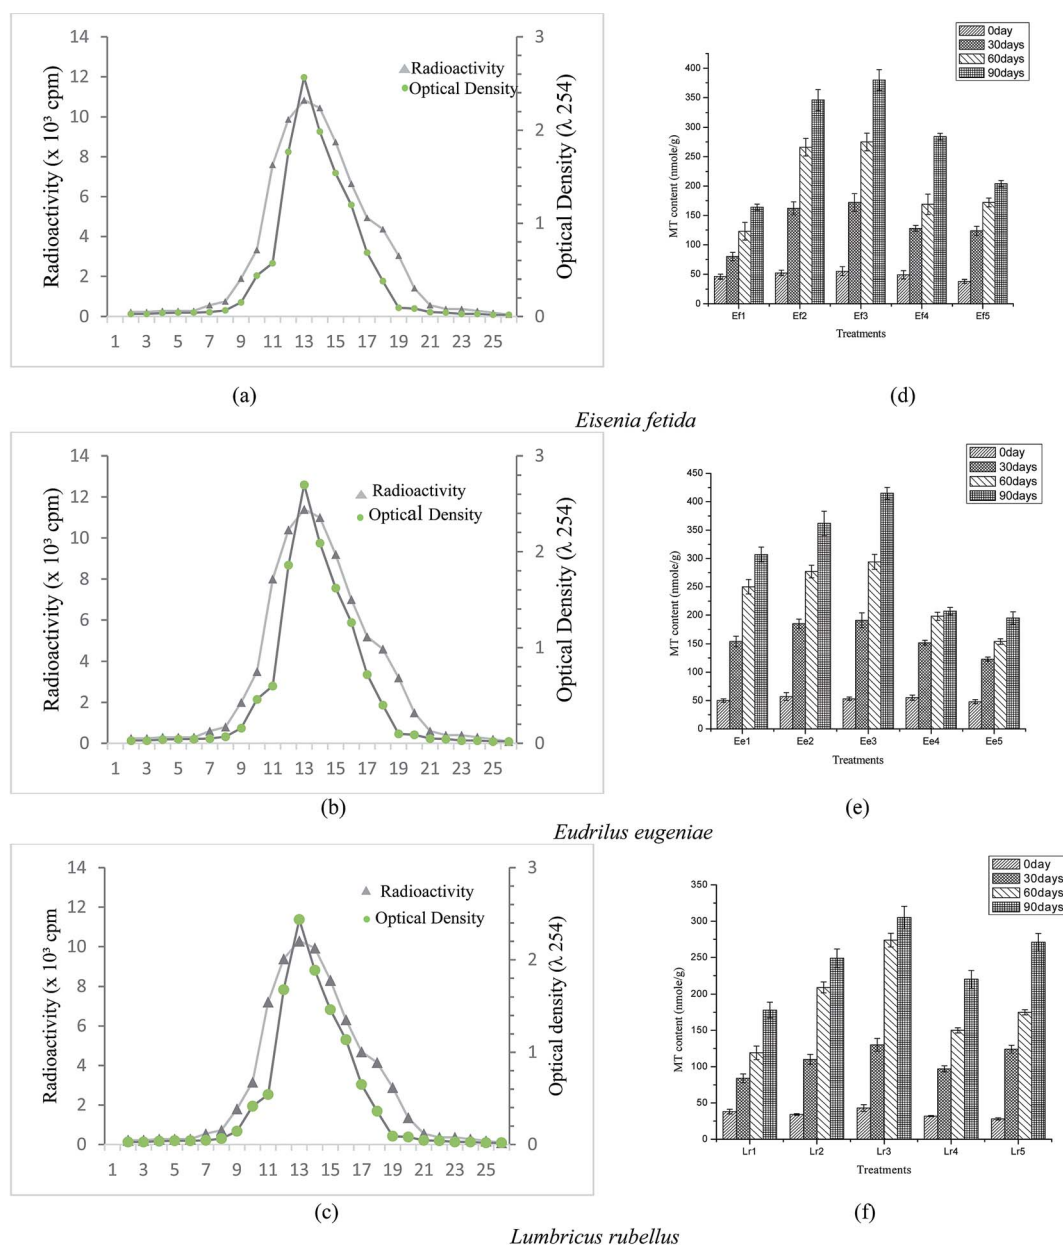 14
12
10
8
6
4
2
0
Radioactivity (x 10³ cpm)
Radioactivity
Optical Density
3
2
1
0
Optical Density (λ 254)
1 3 5 7 9 11 13 15 17 19 21 23 25
(a)
0day
30days
60days
90days
400
350
300
250
200
150
100
50
0
MT content (nmole/g)
Ef1 Ef2 Ef3 Ef4 Ef5
Treatments
(d)
Eisenia fetida
14
12
10
8
6
4
2
0
Radioactivity (x 10³ cpm)
Radioactivity
Optical Density
3
2
1
0
Optical Density (λ 254)
1 3 5 7 9 11 13 15 17 19 21 23 25
(b)
0day
30days
60days
90days
450
400
350
300
250
200
150
100
50
0
MT content (nmole/g)
Ee1 Ee2 Ee3 Ee4 Ee5
Treatments
(e)
Eudrilus eugeniae
14
12
10
8
6
4
2
0
Radioactivity (x 10³ cpm
Radioactivity
Optical Density
3
2
1
0
Optical density (λ 254)
1 3 5 7 9 11 13 15 17 19 21 23 25
(c)
0day
30days
60days
90days
350
300
250
200
150
100
50
0
MT content (nmole/g)
Lr1 Lr2 Lr3 Lr4 Lr5
Treatments
(f)
Lumbricus rubellus